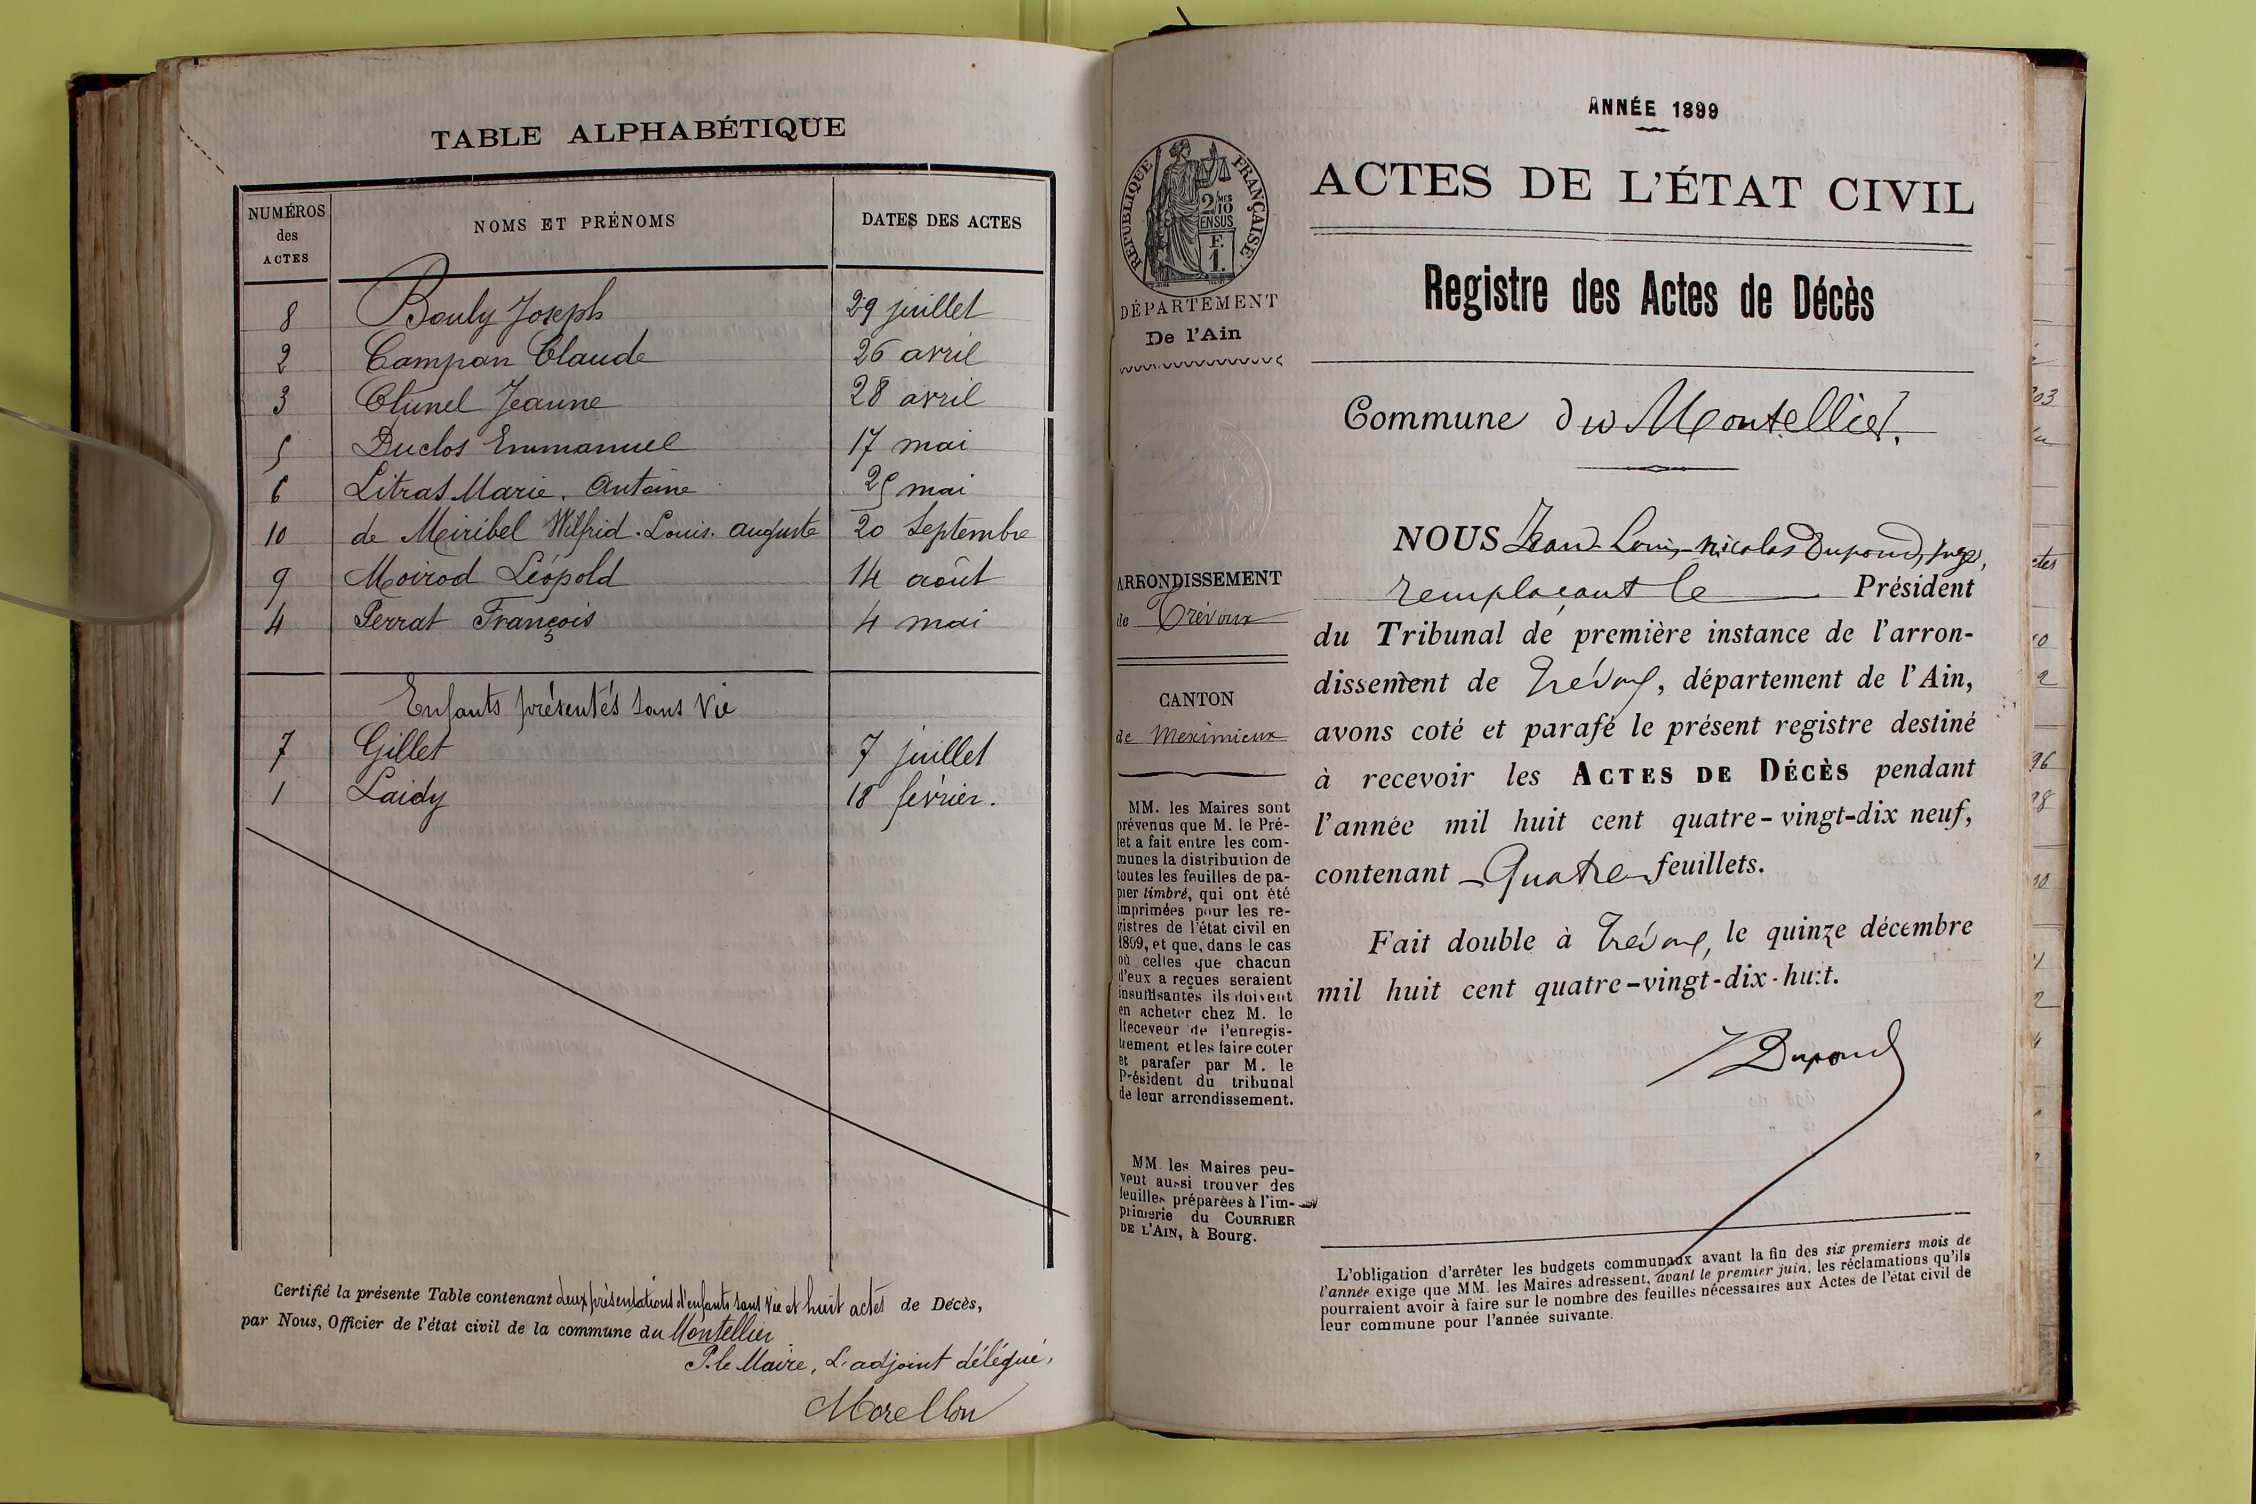 TABLE ALPHABÉTIQUE
NUMÉROS des ACTES NOMS ET PRÉNOMS DATES DES ACTES
8 Bouly Joseph 29 juillet
2 Campan Claude 26 avril
3 Clunel Jeanne 28 avril
5 Duclos Emmanuel 17 mai
6 Litras Marie. Antoine 25 mai
10 de Meiribel Wilfrid. Louis. auguste 20 Septembre
9 Moirod Léopold 14 août
4 Perrat François 4 mai
Enfants présentés sans vie
7 Gillet 7 juillet
1 Laidy 18 février.
Certifié la présente Table contenant deux présentations d'enfants sans vie et huit actes de Décès,
par Nous, Officier de l'état civil de la commune du Montellier
P. le Maire, L'adjoint délégué,
Morellon
RÉPUBLIQUE FRANÇAISE
2 MES 10
EN SUS
F.
1.
DÉPARTEMENT
De l'Ain
ARRONDISSEMENT
de Trévoux
CANTON
de Meximieux
MM. les Maires sont
prévenus que M. le Pré-
fet a fait entre les com-
munes la distribution de
toutes les feuilles de pa-
pier timbré, qui ont été
imprimées pour les re-
gistres de l'état civil en
1899, et que, dans le cas
où celles que chacun
d'eux a reçues seraient
insuffisantes ils doivent
en acheter chez M. le
Receveur de l'enregis-
trement et les faire coter
et parafer par M. le
Président du tribunal
de leur arrondissement.
MM. les Maires peu-
vent aussi trouver des
feuilles préparées à l'im-
primerie du COURRIER
DE L'AIN, à Bourg.
ANNÉE 1899
ACTES DE L'ÉTAT CIVIL
Registre des Actes de Décès
Commune du Montellier.
NOUS Jean-Louis-Nicolas Dupond, Juge,
remplaçant le Président
du Tribunal de première instance de l'arron-
dissement de Trévoux, département de l'Ain,
avons coté et parafé le présent registre destiné
à recevoir les ACTES DE DÉCÈS pendant
l'année mil huit cent quatre-vingt-dix neuf,
contenant Quatre feuillets.
Fait double à Trévoux, le quinze décembre
mil huit cent quatre-vingt-dix-huit.
Dupond
L'obligation d'arrêter les budgets communaux avant la fin des six premiers mois de
l'année exige que MM. les Maires adressent, avant le premier juin, les réclamations qu'ils
pourraient avoir à faire sur le nombre des feuilles nécessaires aux Actes de l'état civil de
leur commune pour l'année suivante.